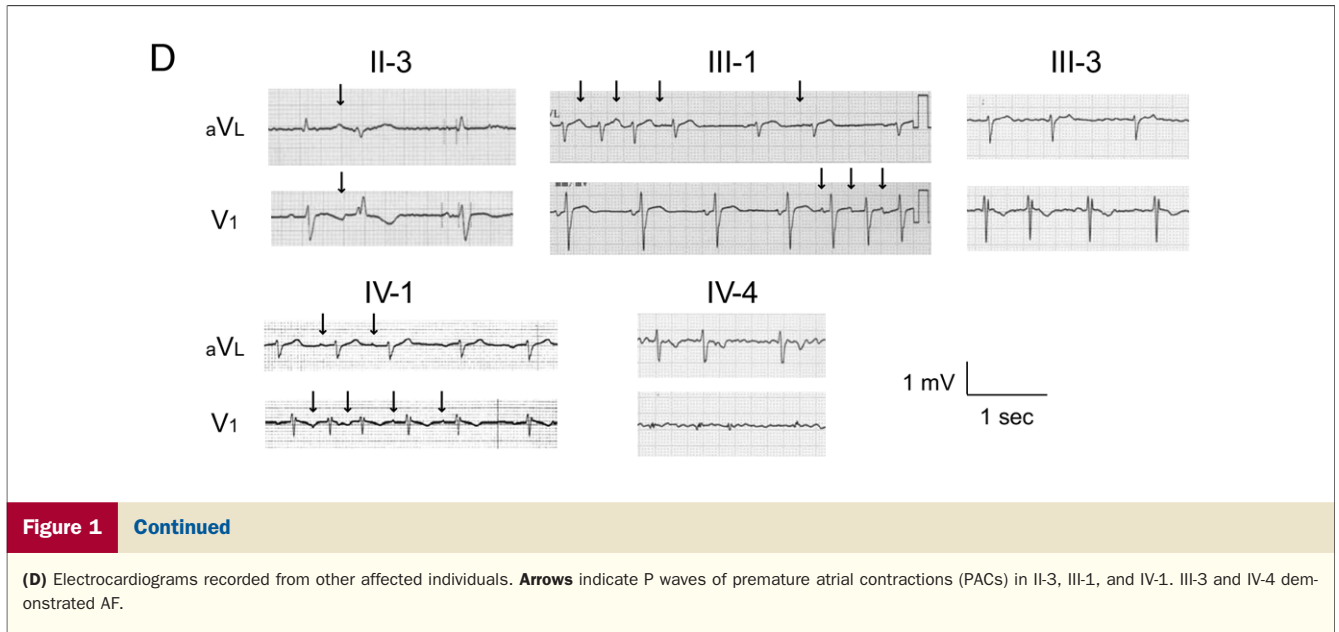 D
II-3
III-1
III-3
aVL
V1
IV-1
IV-4
aVL
V1
1 mV
1 sec
Figure 1 Continued
(D) Electrocardiograms recorded from other affected individuals. Arrows indicate P waves of premature atrial contractions (PACs) in II-3, III-1, and IV-1. III-3 and IV-4 dem-
onstrated AF.